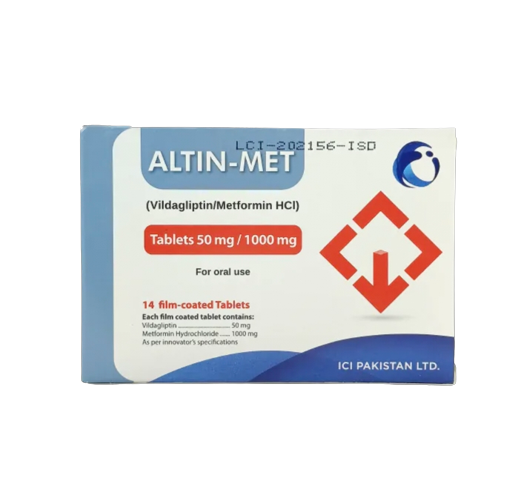 LCI-202156-ISD
ALTIN-MET
(Vildagliptin/Metformin HCl)
Tablets 50 mg / 1000 mg
For oral use
14 film-coated Tablets
Each film coated tablet contains:
Vildagliptin ........................... 50 mg
Metformin Hydrochloride ..... 1000 mg
As per innovator's specifications
ICI PAKISTAN LTD.